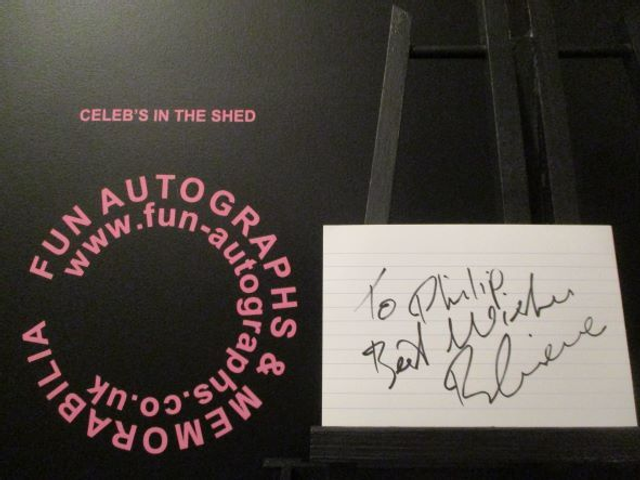 CELEB'S IN THE SHED
FUN AUTOGRAPHS & MEMORABILIA
www.fun-autographs.co.uk
To Philip
Best Wishes